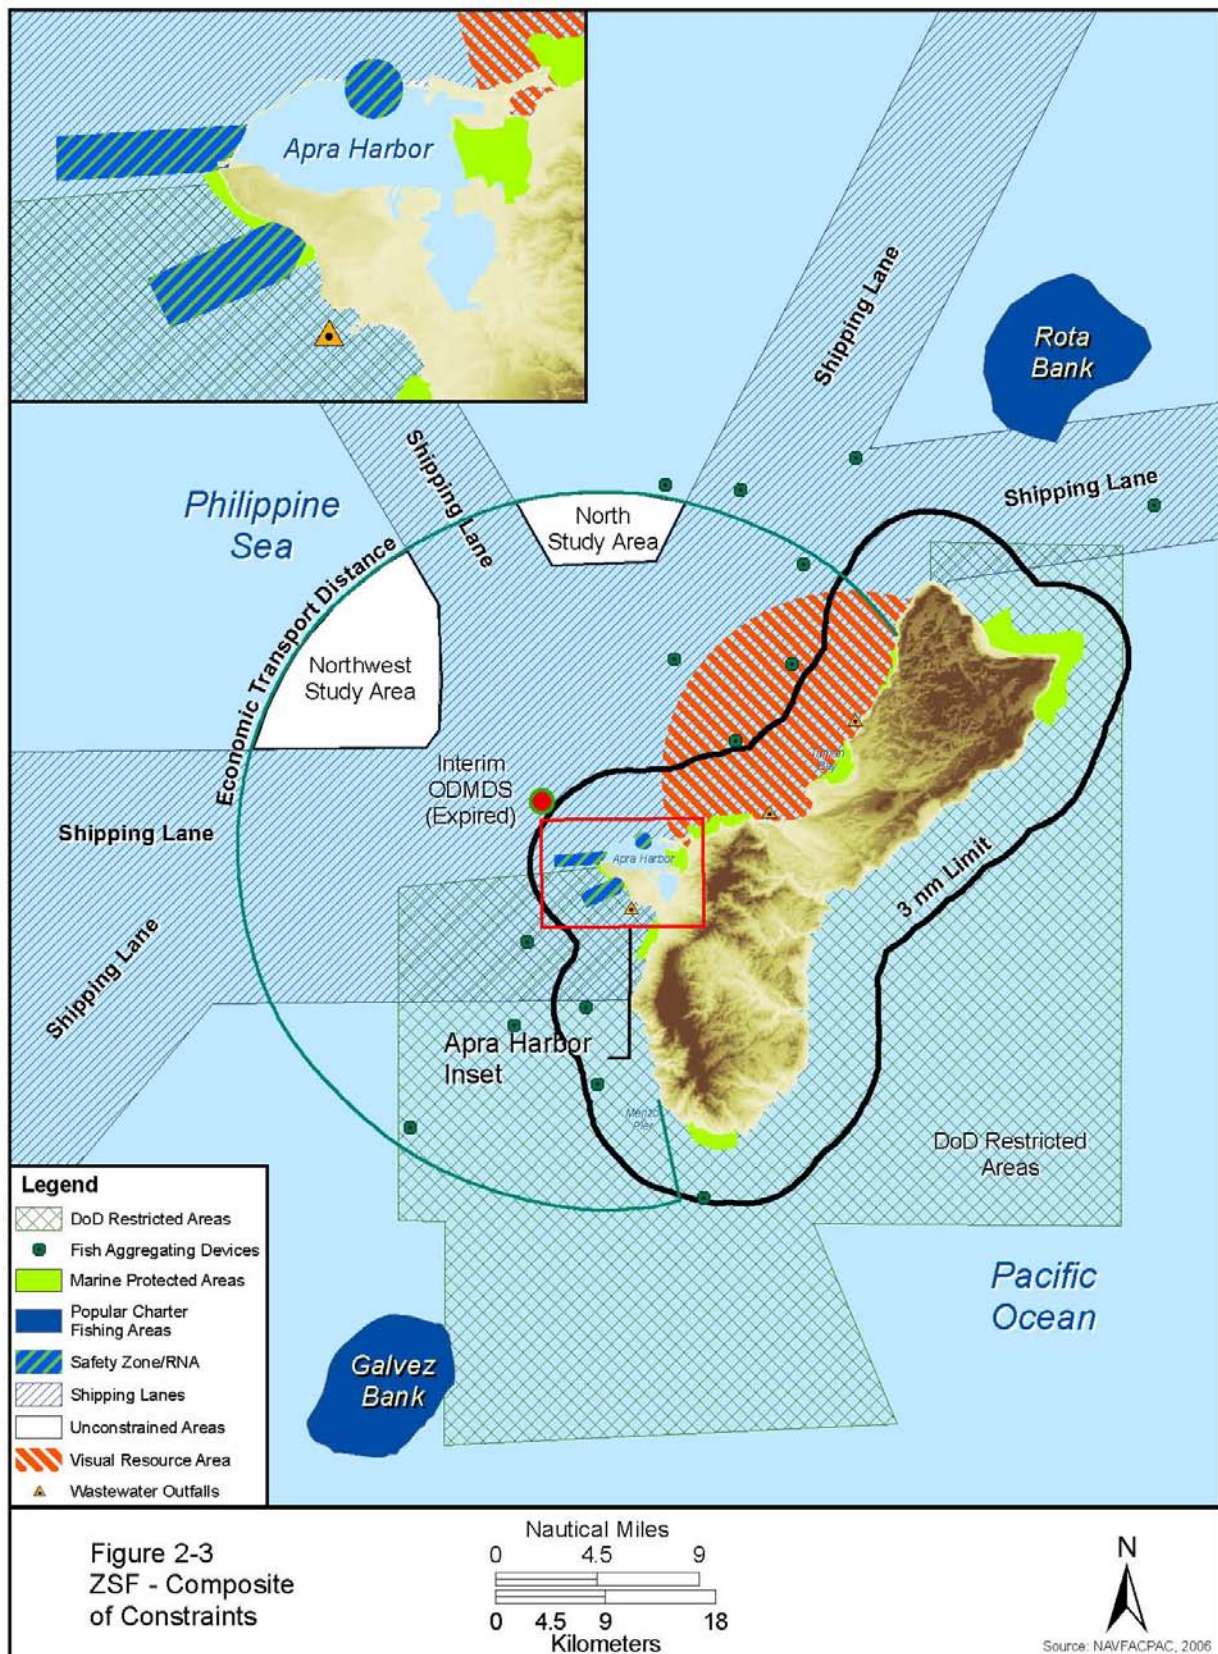 Apra Harbor
Shipping Lane
Rota
Bank
Shipping Lane
Shipping Lane
Philippine
Sea
North
Study Area
Economic Transport Distance
Northwest
Study Area
Interim
ODMDS
(Expired)
Bay
Shipping Lane
Apra Harbor
3 nm Limit
Shipping Lane
Apra Harbor
Inset
Pier
DoD Restricted
Areas
Pacific
Ocean
Galvez
Bank
Legend
DoD Restricted Areas
Fish Aggregating Devices
Marine Protected Areas
Popular Charter
Fishing Areas
Safety Zone/RNA
Shipping Lanes
Unconstrained Areas
Visual Resource Area
Wastewater Outfalls
Figure 2-3
ZSF - Composite
of Constraints
Nautical Miles
0 4.5 9
0 4.5 9 18
Kilometers
N
Source: NAVFACPAC, 2006